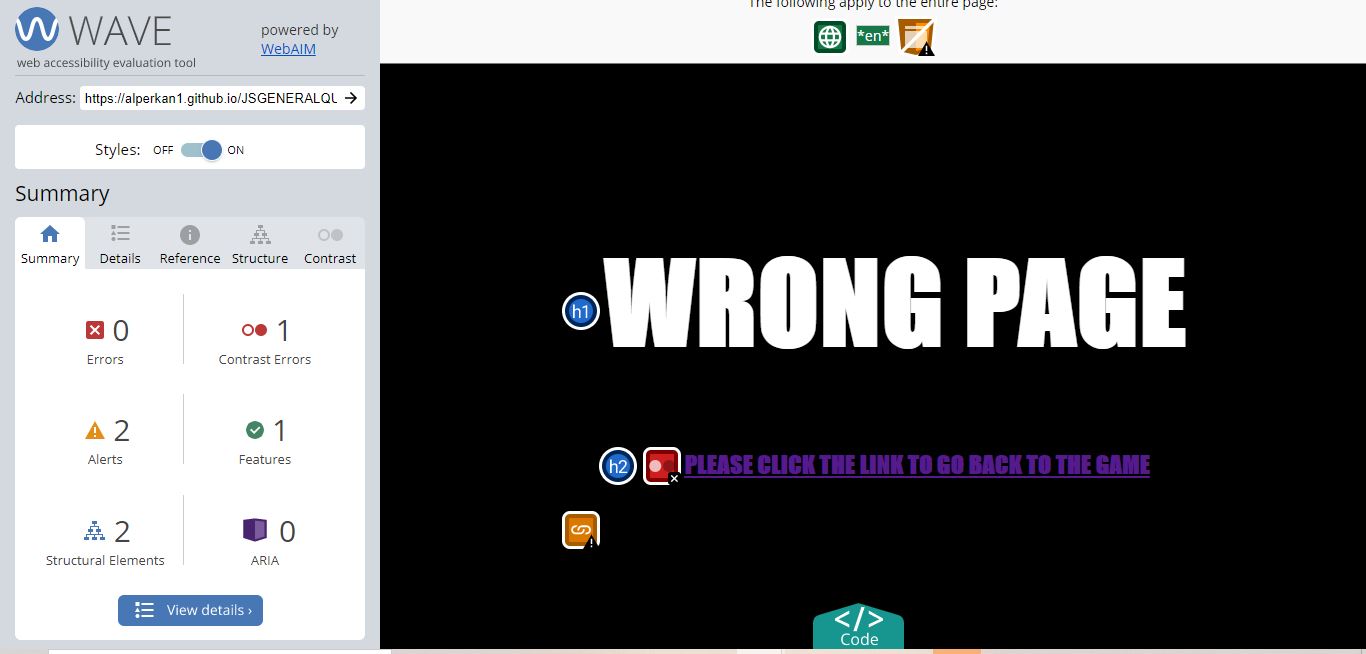 WAVE
powered by
WebAIM
web accessibility evaluation tool
Address: https://alperkan1.github.io/JSGENERALQU
Styles: OFF ON
Summary
Summary Details Reference Structure Contrast
0 1
Errors Contrast Errors
2 1
Alerts Features
2 0
Structural Elements ARIA
View details ›
The following apply to the entire page:
*en*
h1 WRONG PAGE
h2 PLEASE CLICK THE LINK TO GO BACK TO THE GAME
</>
Code